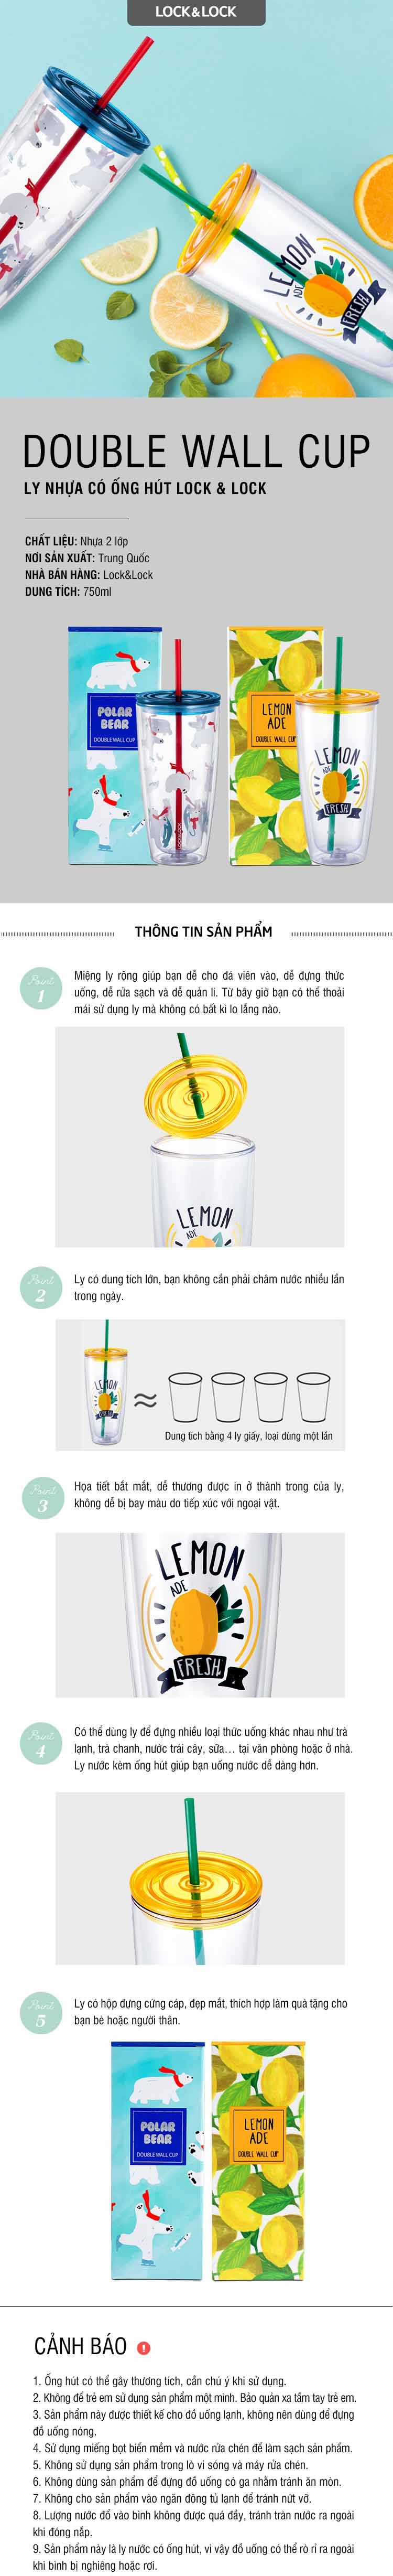 LOCK&LOCK
LEMON
ADE
FRESH
DOUBLE WALL CUP
LY NHỰA CÓ ỐNG HÚT LOCK & LOCK
CHẤT LIỆU: Nhựa 2 lớp
NƠI SẢN XUẤT: Trung Quốc
NHÀ BÁN HÀNG: Lock&Lock
DUNG TÍCH: 750ml
POLAR
BEAR
DOUBLE WALL CUP
LEMON
ADE
DOUBLE WALL CUP
LEMON
ADE
FRESH
THÔNG TIN SẢN PHẨM
Point
1
Miệng ly rộng giúp bạn dễ cho đá viên vào, dễ đựng thức
uống, dễ rửa sạch và dễ quản lí. Từ bây giờ bạn có thể thoải
mái sử dụng ly mà không có bất kì lo lắng nào.
LEMON
ADE
Point
2
Ly có dung tích lớn, bạn không cần phải châm nước nhiều lần
trong ngày.
LEMON
ADE
FRESH
≈
Dung tích bằng 4 ly giấy, loại dùng một lần
Point
3
Họa tiết bắt mắt, dễ thương được in ở thành trong của ly,
không dễ bị bay màu do tiếp xúc với ngoại vật.
LEMON
ADE
FRESH
Point
4
Có thể dùng ly để đựng nhiều loại thức uống khác nhau như trà
lạnh, trà chanh, nước trái cây, sữa… tại văn phòng hoặc ở nhà.
Ly nước kèm ống hút giúp bạn uống nước dễ dàng hơn.
Point
5
Ly có hộp đựng cứng cáp, đẹp mắt, thích hợp làm quà tặng cho
bạn bè hoặc người thân.
POLAR
BEAR
DOUBLE WALL CUP
LEMON
ADE
DOUBLE WALL CUP
CẢNH BÁO !
1. Ống hút có thể gây thương tích, cần chú ý khi sử dụng.
2. Không để trẻ em sử dụng sản phẩm một mình. Bảo quản xa tầm tay trẻ em.
3. Sản phẩm này được thiết kế cho đồ uống lạnh, không nên dùng để đựng
đồ uống nóng.
4. Sử dụng miếng bọt biển mềm và nước rửa chén để làm sạch sản phẩm.
5. Không sử dụng sản phẩm trong lò vi sóng và máy rửa chén.
6. Không dùng sản phẩm để đựng đồ uống có ga nhằm tránh ăn mòn.
7. Không cho sản phẩm vào ngăn đông tủ lạnh để tránh nứt vỡ.
8. Lượng nước đổ vào bình không được quá đầy, tránh tràn nước ra ngoài
khi đóng nắp.
9. Sản phẩm này là ly nước có ống hút, vì vậy đồ uống có thể rò rỉ ra ngoài
khi bình bị nghiêng hoặc rơi.